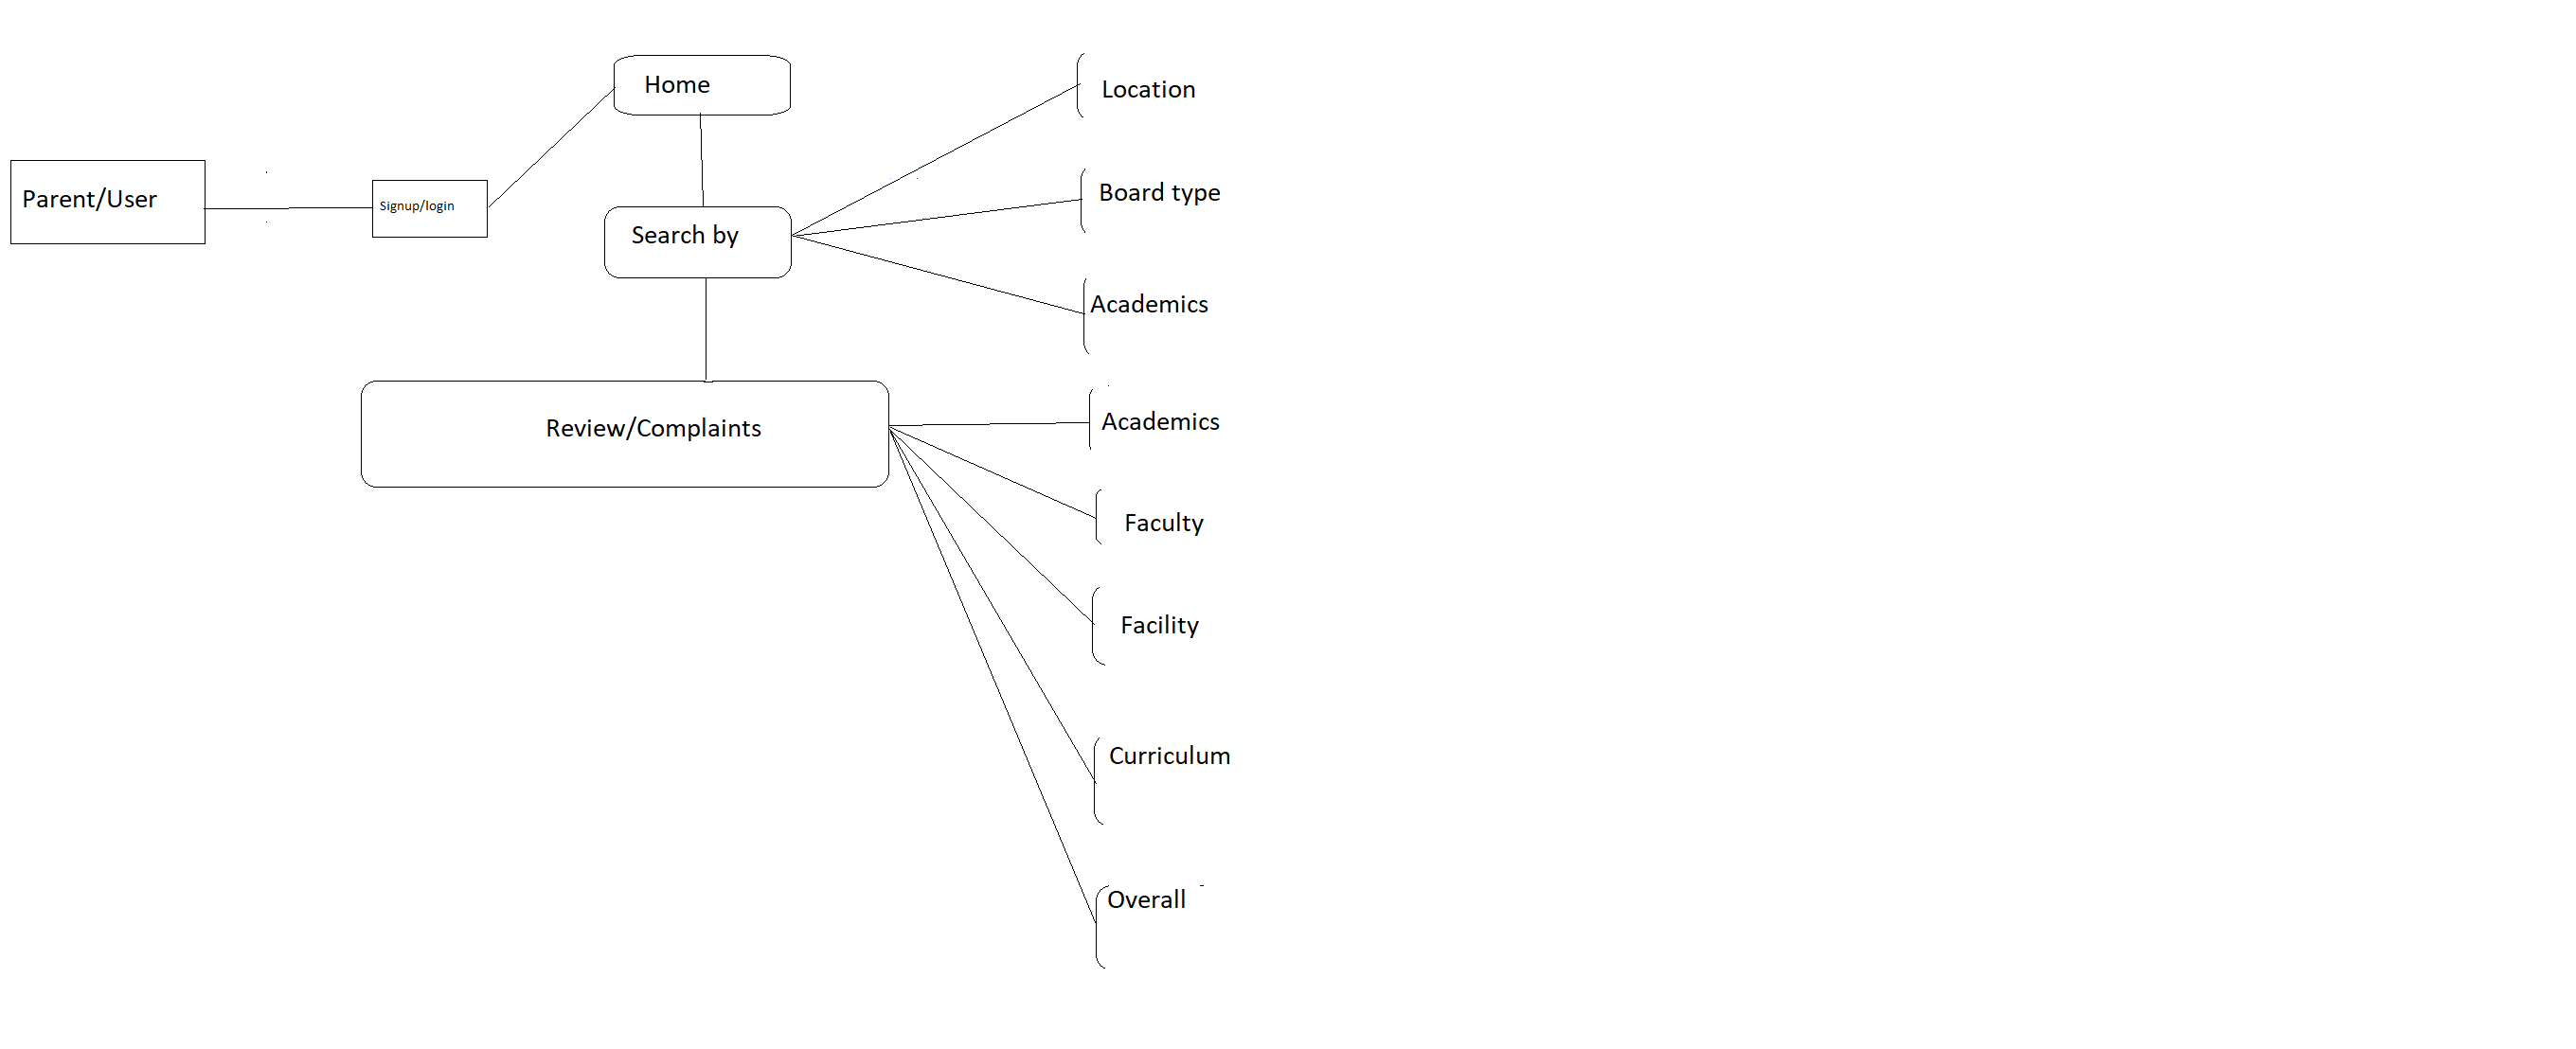 Home
Location
Parent/User
Signup/login
Board type
Search by
Academics
Review/Complaints
Academics
Faculty
Facility
Curriculum
Overall